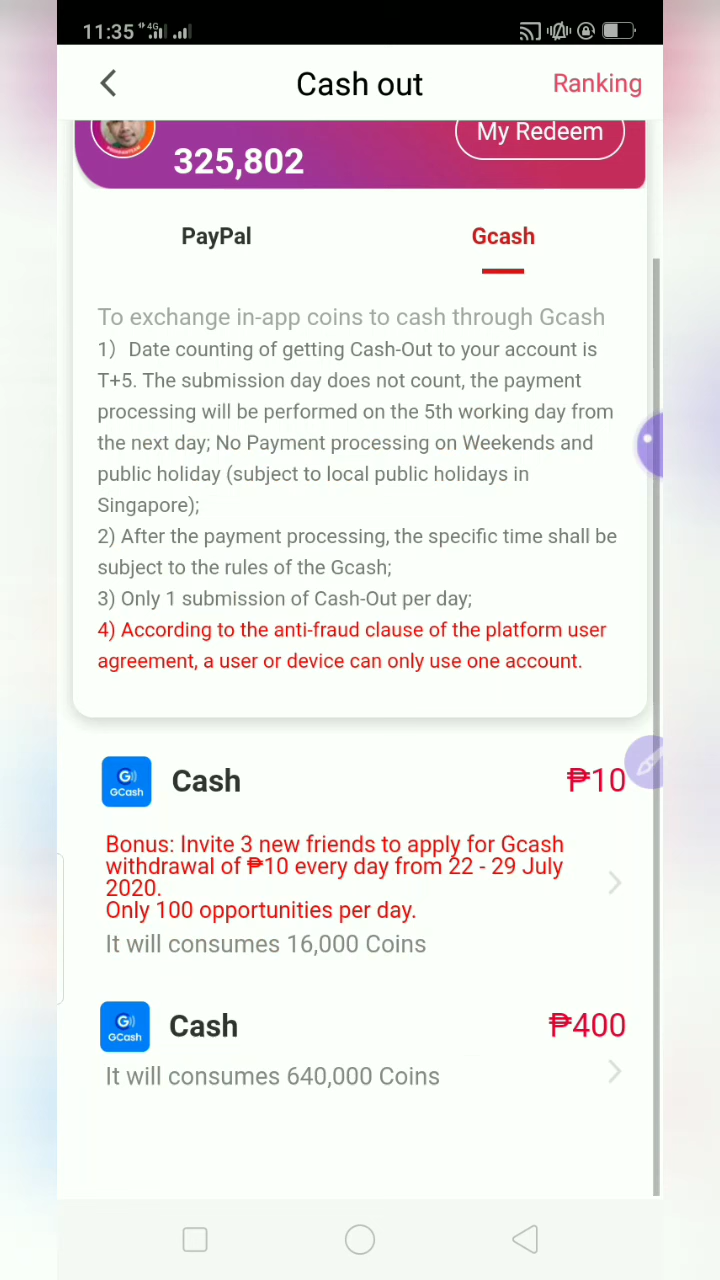 11:35 4G
Cash out
Ranking
My Redeem
325,802
PayPal
Gcash
To exchange in-app coins to cash through Gcash
1) Date counting of getting Cash-Out to your account is
T+5. The submission day does not count, the payment
processing will be performed on the 5th working day from
the next day; No Payment processing on Weekends and
public holiday (subject to local public holidays in
Singapore);
2) After the payment processing, the specific time shall be
subject to the rules of the Gcash;
3) Only 1 submission of Cash-Out per day;
4) According to the anti-fraud clause of the platform user
agreement, a user or device can only use one account.
G
GCash
Cash
₱10
Bonus: Invite 3 new friends to apply for Gcash
withdrawal of ₱10 every day from 22 - 29 July
2020.
Only 100 opportunities per day.
It will consumes 16,000 Coins
G
GCash
Cash
₱400
It will consumes 640,000 Coins